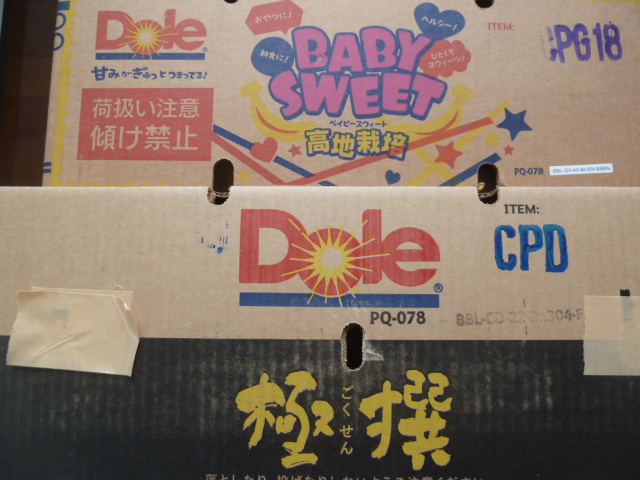 Dole
甘みがぎゅっとつまってる!
荷扱い注意
傾け禁止
おやつに!
和食に!
ヘルシー!
ひとくち
スウィーツ!
BABY
SWEET
ベイビースウィート
高地栽培
ITEM:
CPG18
PQ-078
Dole
®
ITEM:
CPD
PQ-078
極撰
ごくせん